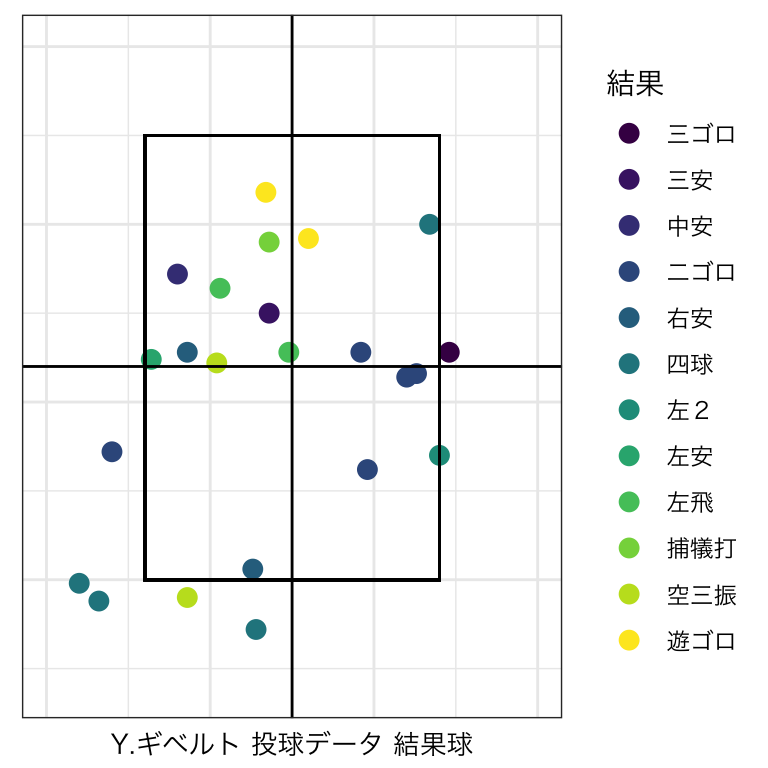 結果
三ゴロ
三安
中安
二ゴロ
右安
四球
左２
左安
左飛
捕犠打
空三振
遊ゴロ
Y.ギベルト 投球データ 結果球